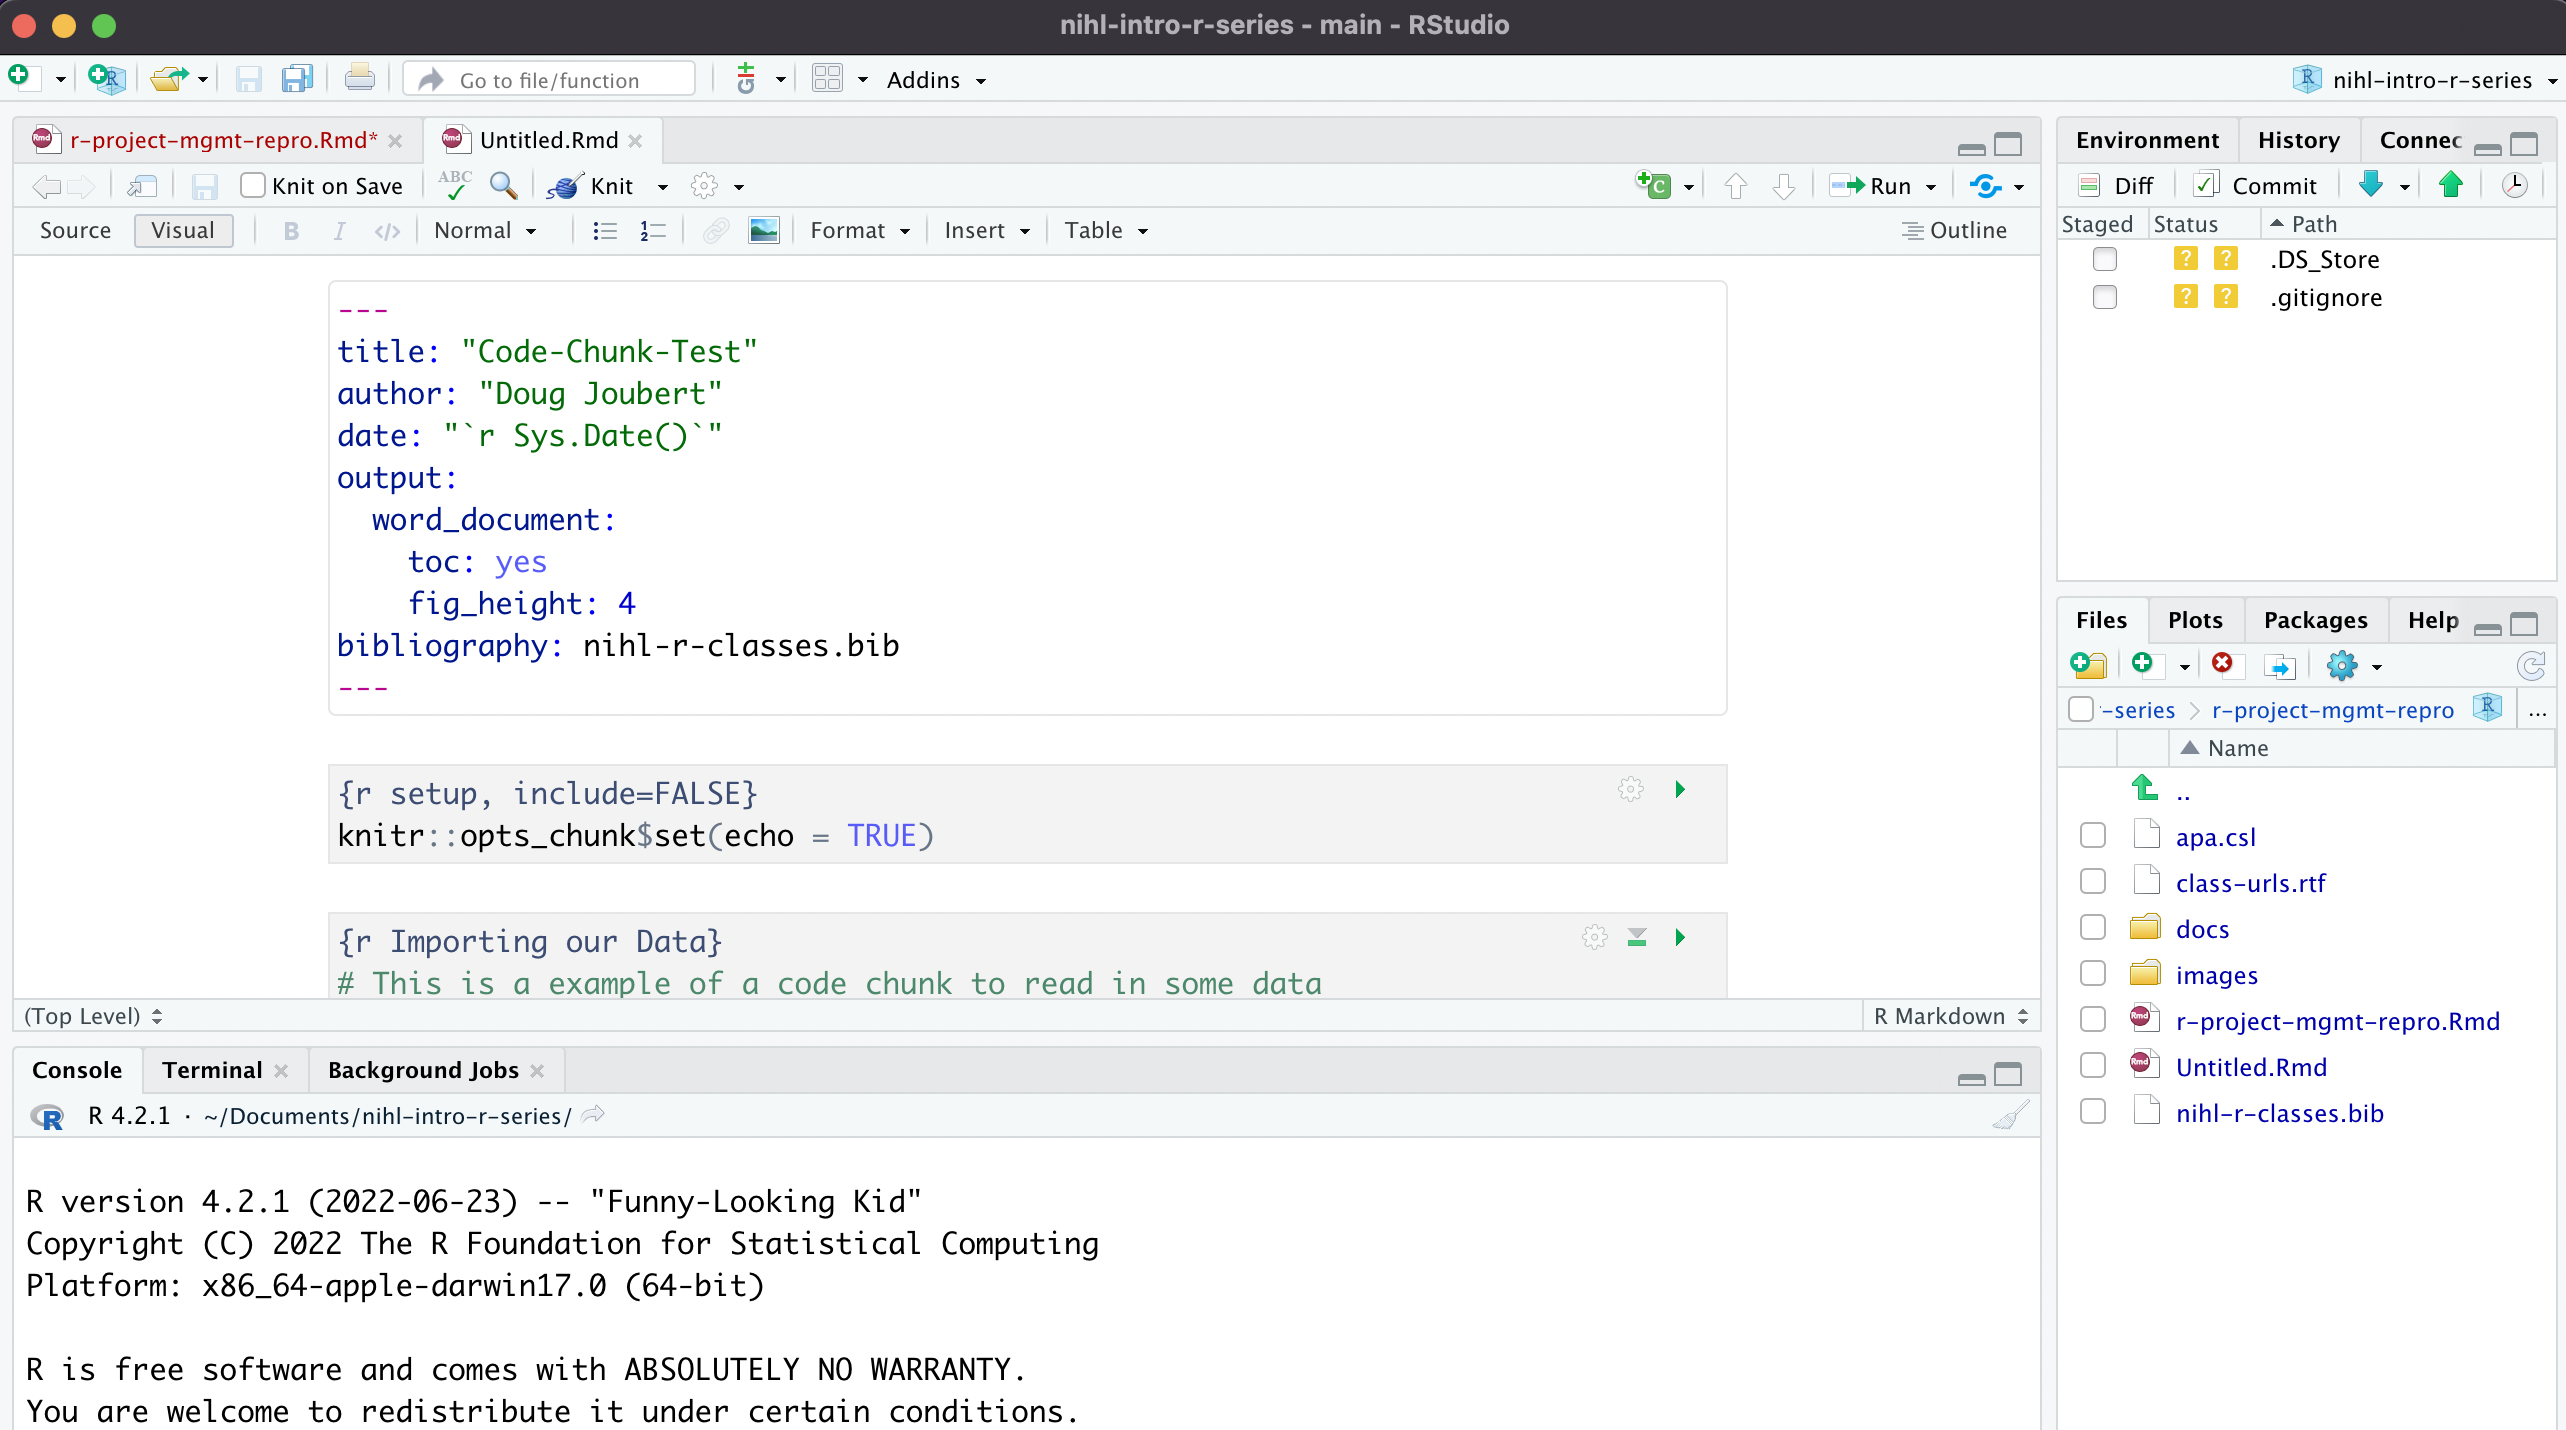 nihl-intro-r-series - main - RStudio
Go to file/function
Addins
nihl-intro-r-series
r-project-mgmt-repro.Rmd*
Untitled.Rmd
Knit on Save
ABC
Knit
Run
Source
Visual
B
I
</>
Normal
Format
Insert
Table
Outline
---
title: "Code-Chunk-Test"
author: "Doug Joubert"
date: "`r Sys.Date()`"
output:
  word_document:
    toc: yes
    fig_height: 4
bibliography: nihl-r-classes.bib
---
{r setup, include=FALSE}
knitr::opts_chunk$set(echo = TRUE)
{r Importing our Data}
# This is a example of a code chunk to read in some data
(Top Level)
R Markdown
Console
Terminal
Background Jobs
R 4.2.1 · ~/Documents/nihl-intro-r-series/
R version 4.2.1 (2022-06-23) -- "Funny-Looking Kid"
Copyright (C) 2022 The R Foundation for Statistical Computing
Platform: x86_64-apple-darwin17.0 (64-bit)
R is free software and comes with ABSOLUTELY NO WARRANTY.
You are welcome to redistribute it under certain conditions.
Environment
History
Connec
Diff
Commit
Staged
Status
Path
? ? .DS_Store
? ? .gitignore
Files
Plots
Packages
Help
-series
r-project-mgmt-repro
...
Name
..
apa.csl
class-urls.rtf
docs
images
r-project-mgmt-repro.Rmd
Untitled.Rmd
nihl-r-classes.bib